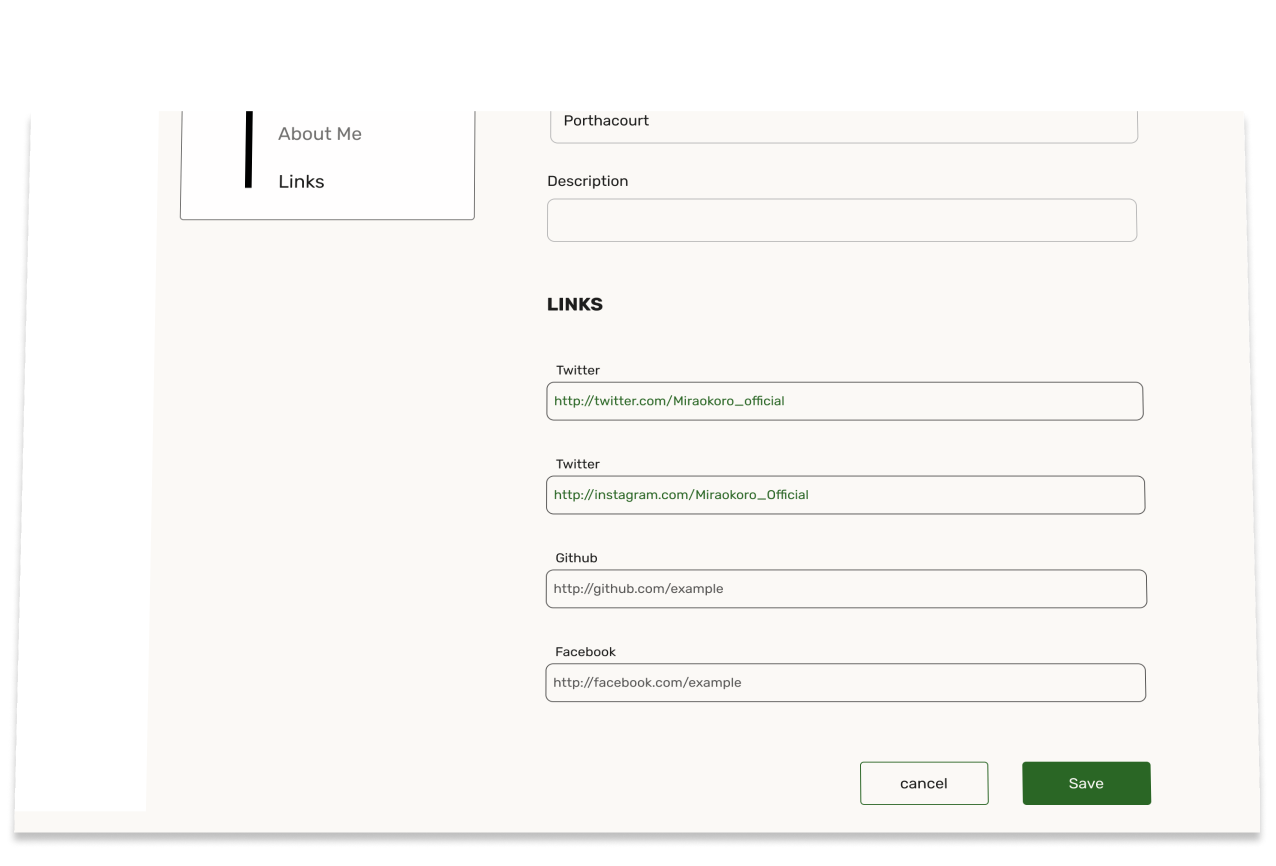 About Me
Links
Porthacourt
Description
LINKS
Twitter
http://twitter.com/Miraokoro_official
Twitter
http://instagram.com/Miraokoro_Official
Github
http://github.com/example
Facebook
http://facebook.com/example
cancel
Save